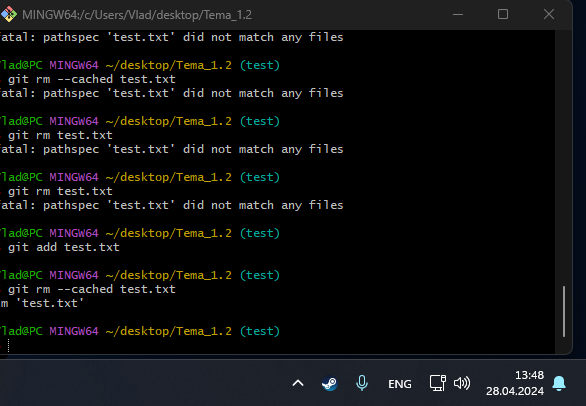 MINGW64:/c/Users/Vlad/desktop/Tema_1.2
atal: pathspec 'test.txt' did not match any files
lad@PC MINGW64 ~/desktop/Tema_1.2 (test)
git rm --cached test.txt
atal: pathspec 'test.txt' did not match any files
lad@PC MINGW64 ~/desktop/Tema_1.2 (test)
git rm test.txt
atal: pathspec 'test.txt' did not match any files
lad@PC MINGW64 ~/desktop/Tema_1.2 (test)
git rm test.txt
atal: pathspec 'test.txt' did not match any files
lad@PC MINGW64 ~/desktop/Tema_1.2 (test)
git add test.txt
lad@PC MINGW64 ~/desktop/Tema_1.2 (test)
git rm --cached test.txt
m 'test.txt'
lad@PC MINGW64 ~/desktop/Tema_1.2 (test)
ENG
13:48
28.04.2024